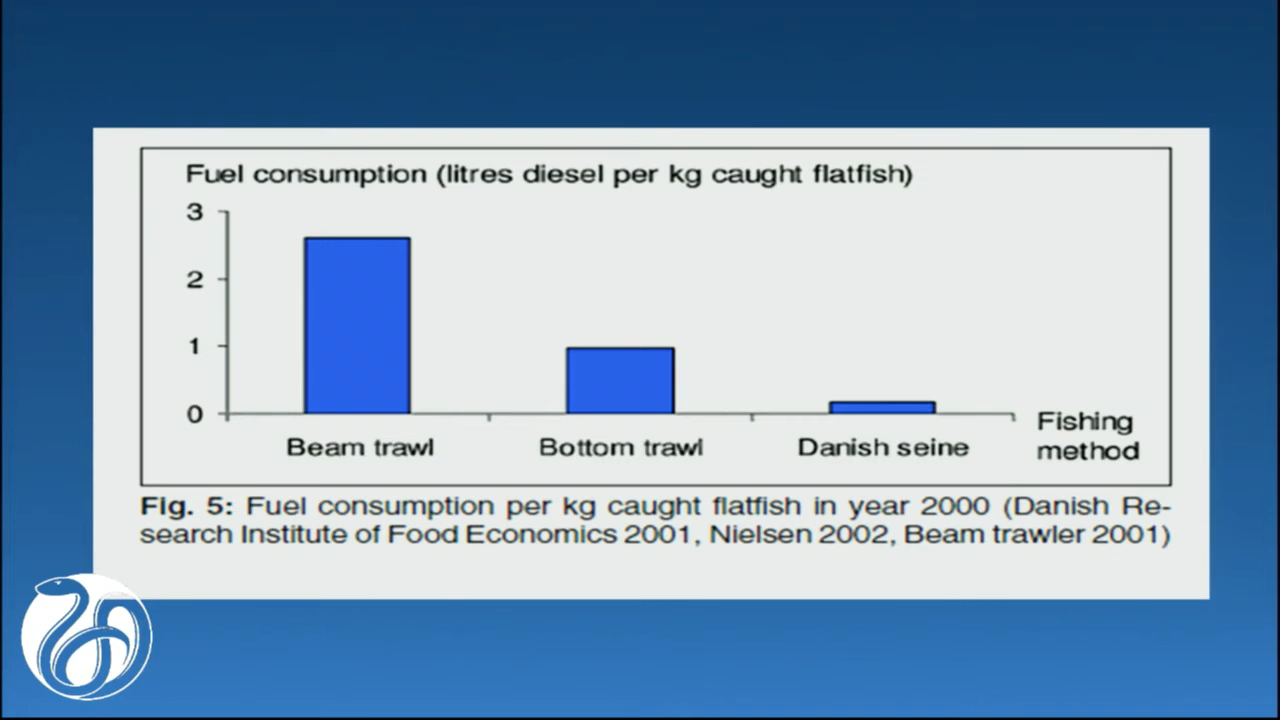 Fuel consumption (litres diesel per kg caught flatfish)
3
2
1
0
Beam trawl
Bottom trawl
Danish seine
Fishing
method
Fig. 5: Fuel consumption per kg caught flatfish in year 2000 (Danish Re-
search Institute of Food Economics 2001, Nielsen 2002, Beam trawler 2001)